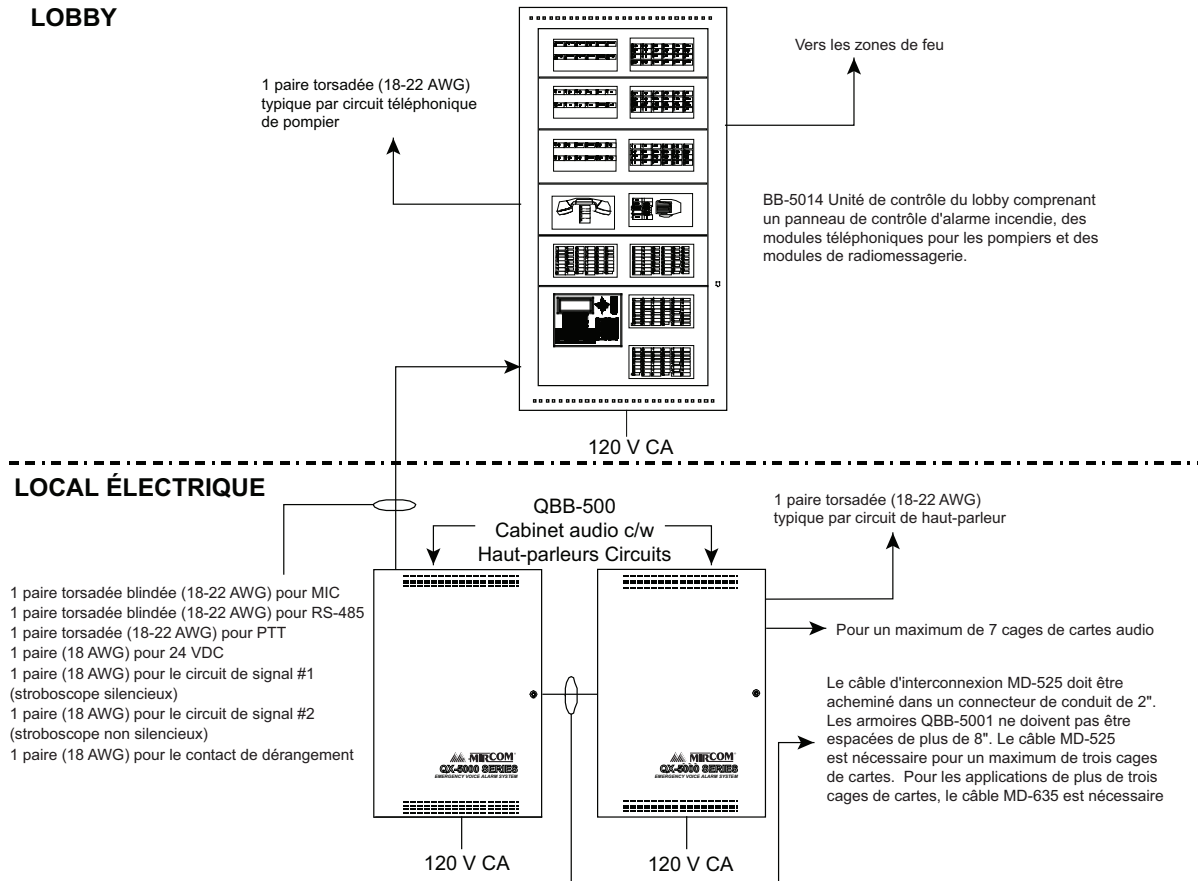 LOBBY
1 paire torsadée (18-22 AWG)
typique par circuit téléphonique
de pompier
Vers les zones de feu
BB-5014 Unité de contrôle du lobby comprenant
un panneau de contrôle d'alarme incendie, des
modules téléphoniques pour les pompiers et des
modules de radiomessagerie.
120 V CA
LOCAL ÉLECTRIQUE
QBB-500
Cabinet audio c/w
Haut-parleurs Circuits
1 paire torsadée (18-22 AWG)
typique par circuit de haut-parleur
1 paire torsadée blindée (18-22 AWG) pour MIC
1 paire torsadée blindée (18-22 AWG) pour RS-485
1 paire torsadée (18-22 AWG) pour PTT
1 paire (18 AWG) pour 24 VDC
1 paire (18 AWG) pour le circuit de signal #1
(stroboscope silencieux)
1 paire (18 AWG) pour le circuit de signal #2
(stroboscope non silencieux)
1 paire (18 AWG) pour le contact de dérangement
Pour un maximum de 7 cages de cartes audio
Le câble d'interconnexion MD-525 doit être
acheminé dans un connecteur de conduit de 2".
Les armoires QBB-5001 ne doivent pas être
espacées de plus de 8". Le câble MD-525
est nécessaire pour un maximum de trois cages
de cartes. Pour les applications de plus de trois
cages de cartes, le câble MD-635 est nécessaire
MIRCOM
QX-5000 SERIES
EMERGENCY VOICE ALARM SYSTEM
MIRCOM
QX-5000 SERIES
EMERGENCY VOICE ALARM SYSTEM
120 V CA
120 V CA